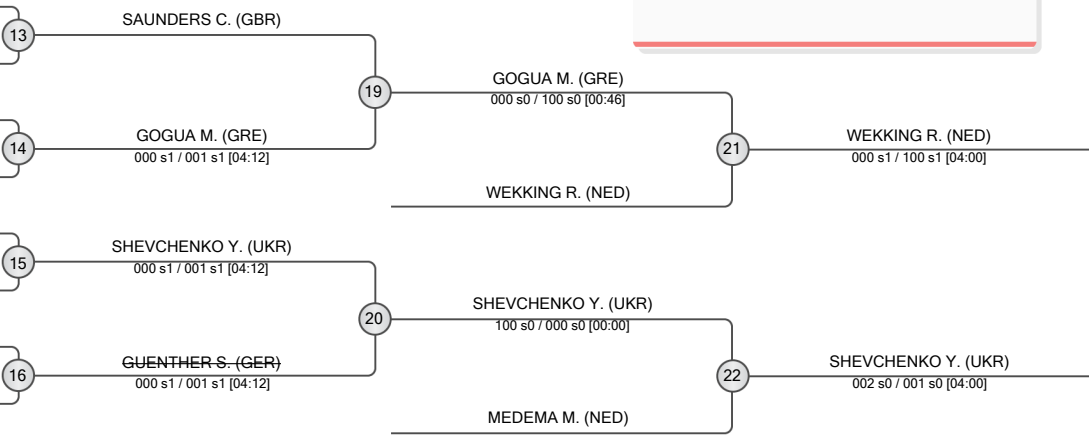 SAUNDERS C. (GBR)
13
GOGUA M. (GRE)
000 s0 / 100 s0 [00:46]
19
GOGUA M. (GRE)
000 s1 / 001 s1 [04:12]
14
WEKKING R. (NED)
000 s1 / 100 s1 [04:00]
21
WEKKING R. (NED)
SHEVCHENKO Y. (UKR)
000 s1 / 001 s1 [04:12]
15
SHEVCHENKO Y. (UKR)
100 s0 / 000 s0 [00:00]
20
GUENTHER S. (GER)
000 s1 / 001 s1 [04:12]
16
SHEVCHENKO Y. (UKR)
002 s0 / 001 s0 [04:00]
22
MEDEMA M. (NED)